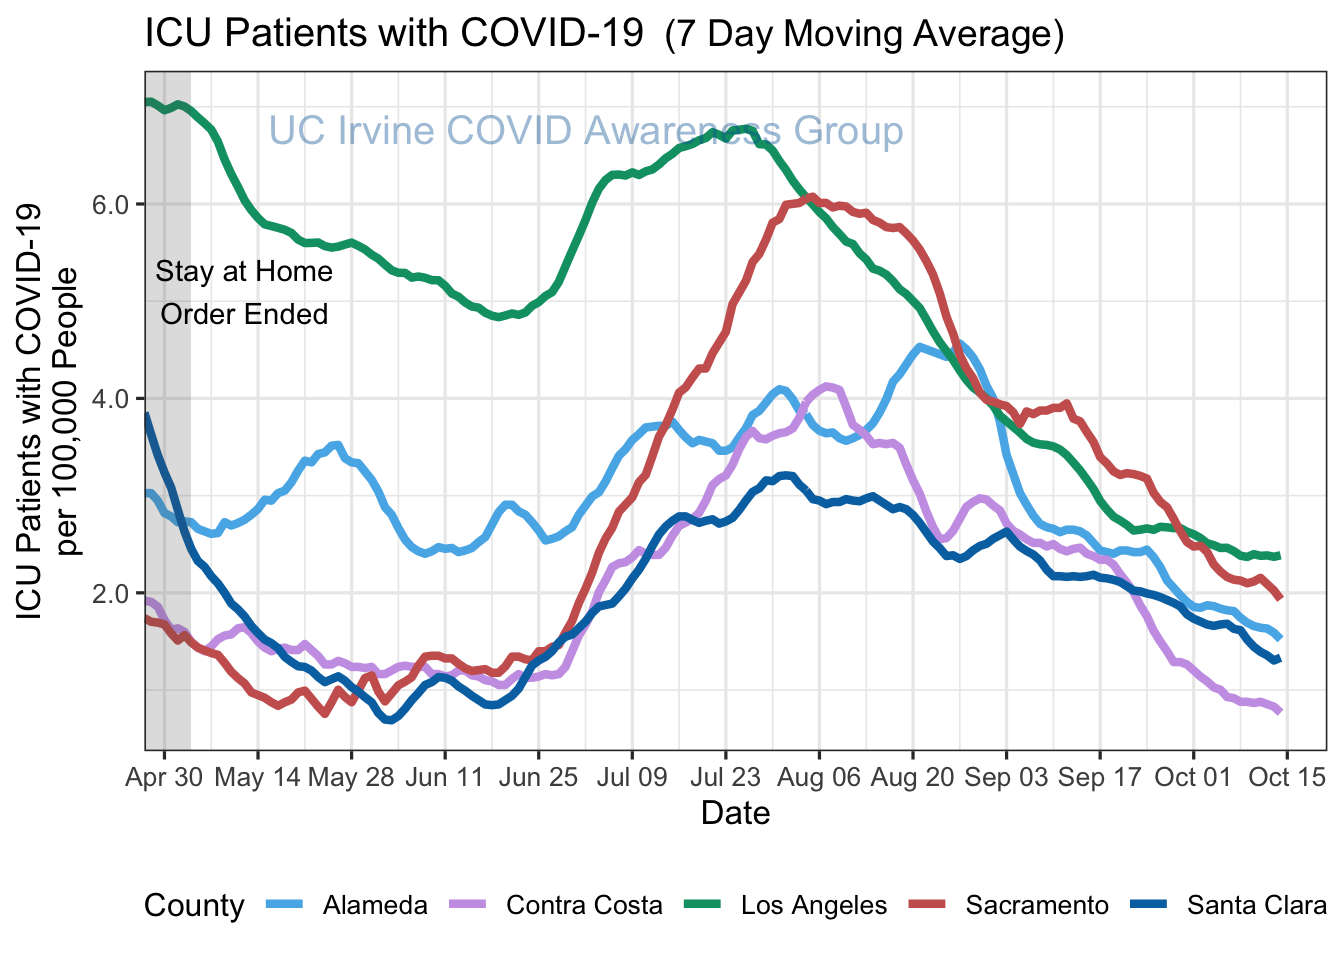 ICU Patients with COVID-19 (7 Day Moving Average)
UC Irvine COVID Awareness Group
Stay at Home
Order Ended
ICU Patients with COVID-19
per 100,000 People
6.0
4.0
2.0
Apr 30 May 14 May 28 Jun 11 Jun 25 Jul 09 Jul 23 Aug 06 Aug 20 Sep 03 Sep 17 Oct 01 Oct 15
Date
County Alameda Contra Costa Los Angeles Sacramento Santa Clara